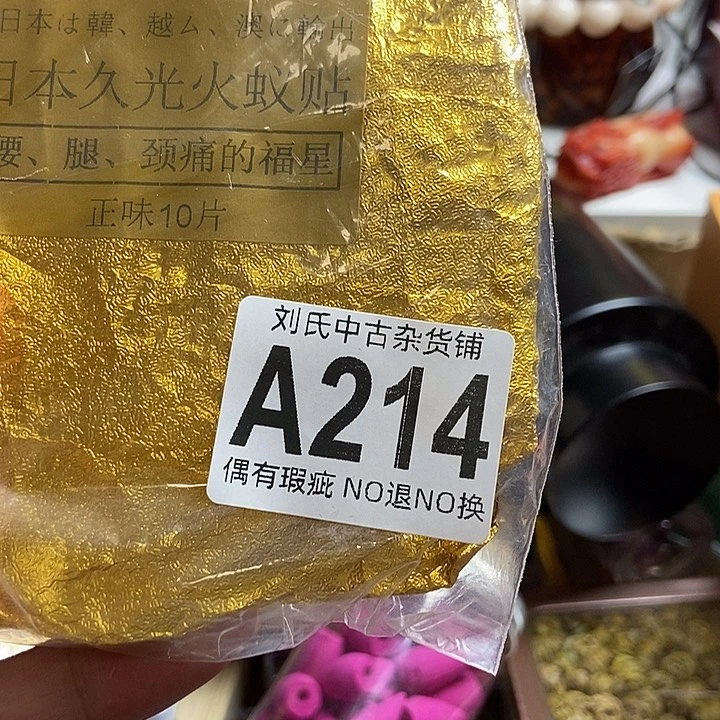 日本は韓、越ム、澳に輸出
日本久光火蚁贴
腰、腿、颈痛的福星
正味10片
刘氏中古杂货铺
A214
偶有瑕疵 NO退NO换